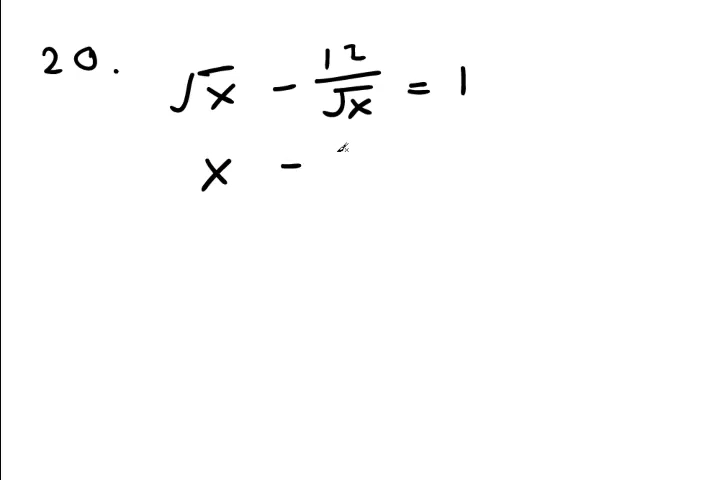 20. √x - 12/√x = 1
x -